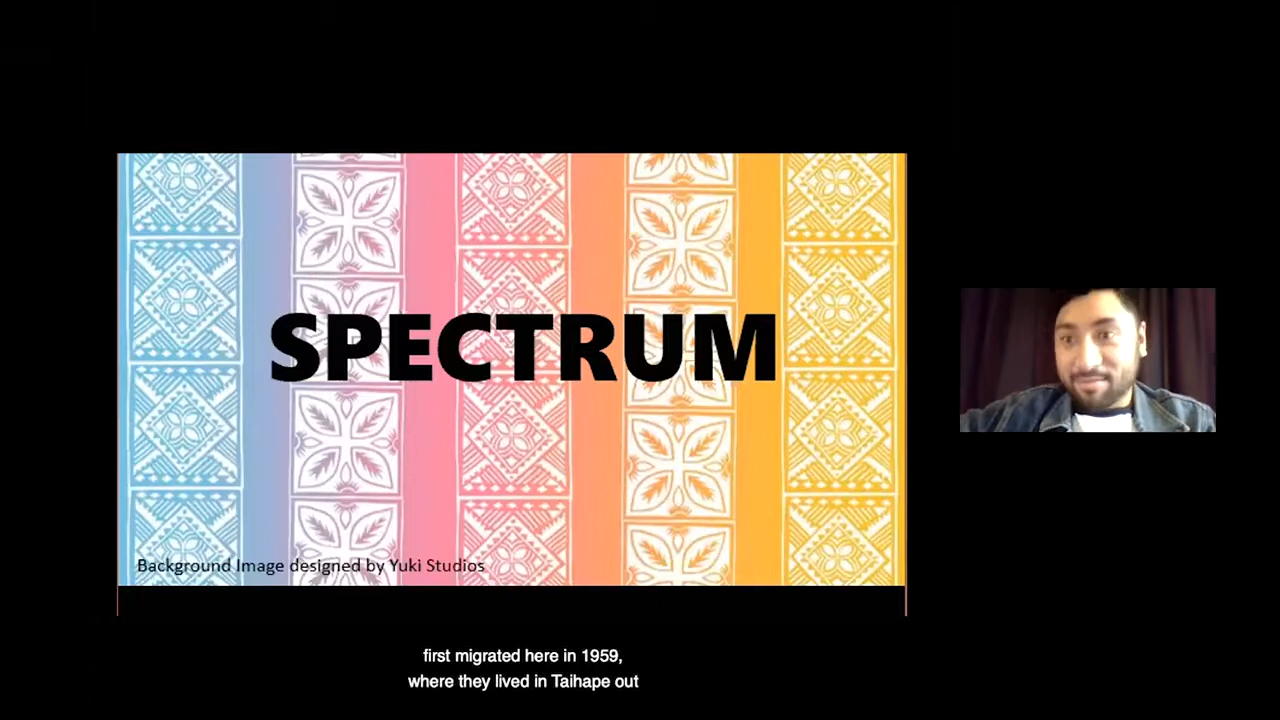 SPECTRUM
Background Image designed by Yuki Studios
first migrated here in 1959,
where they lived in Taihape out